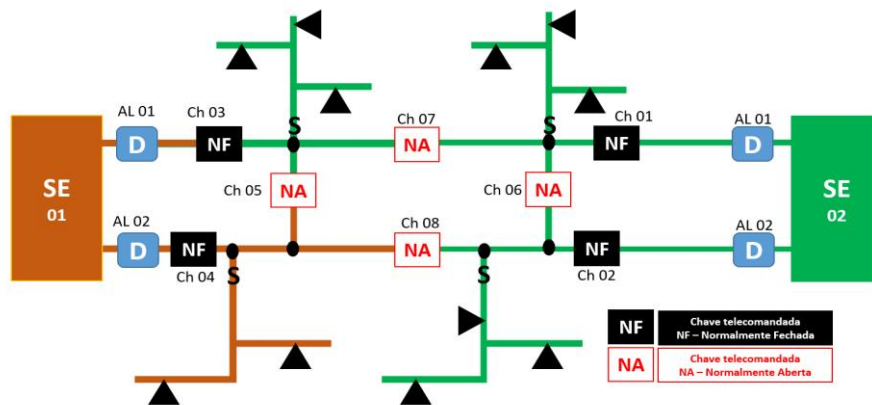 AL 01
Ch 03
Ch 07
Ch 01
AL 01
D
NF
S
NA
S
NF
D
SE
01
Ch 05
NA
Ch 06
NA
SE
02
AL 02
Ch 08
AL 02
D
NF
NA
NF
D
Ch 04
S
S
Ch 02
NF
Chave telecomandada
NF – Normalmente Fechada
NA
Chave telecomandada
NA – Normalmente Aberta